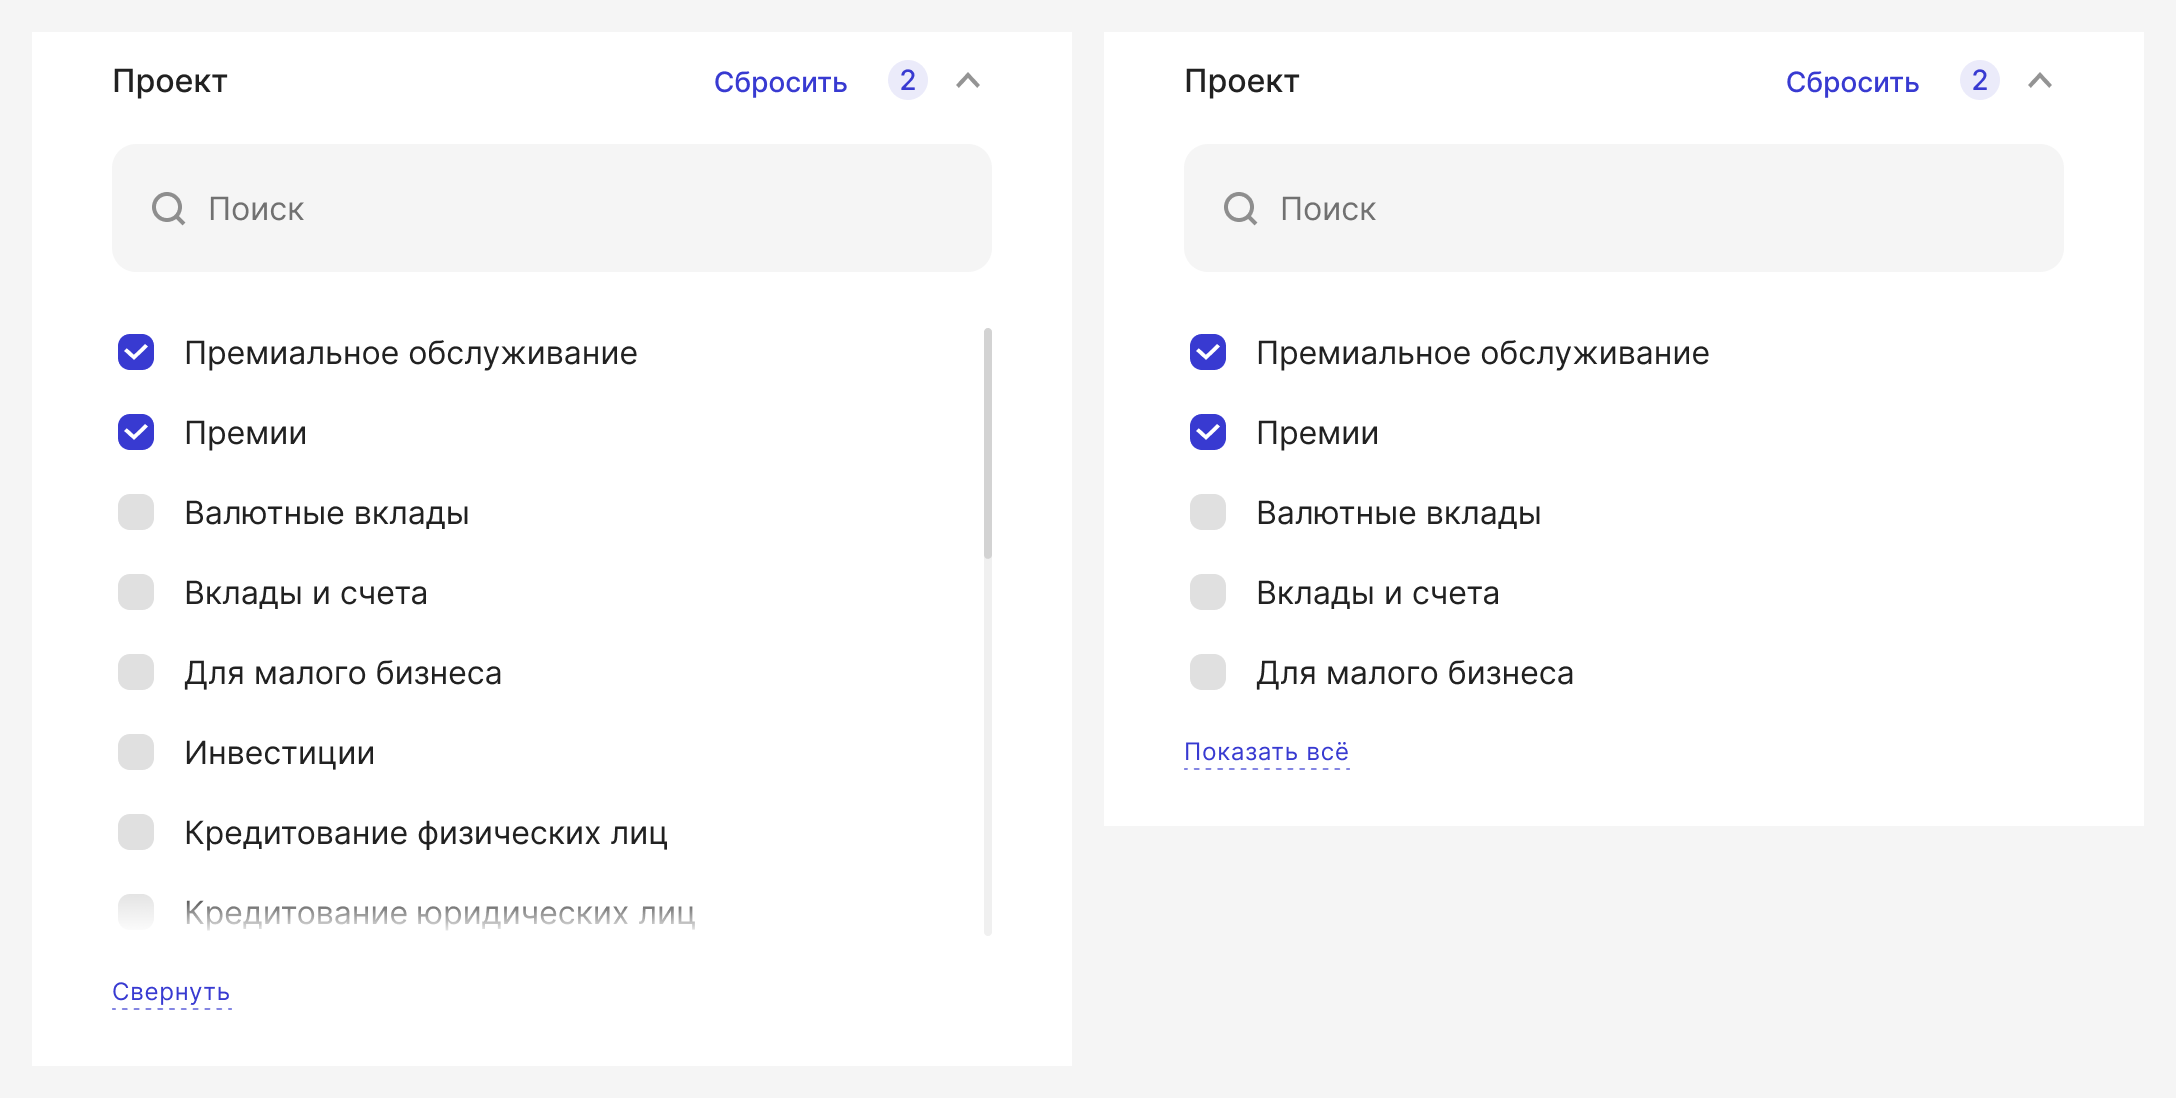 Проект Сбросить 2
Поиск
Премиальное обслуживание
Премии
Валютные вклады
Вклады и счета
Для малого бизнеса
Инвестиции
Кредитование физических лиц
Кредитование юридических лиц
Свернуть
Проект Сбросить 2
Поиск
Премиальное обслуживание
Премии
Валютные вклады
Вклады и счета
Для малого бизнеса
Показать всё